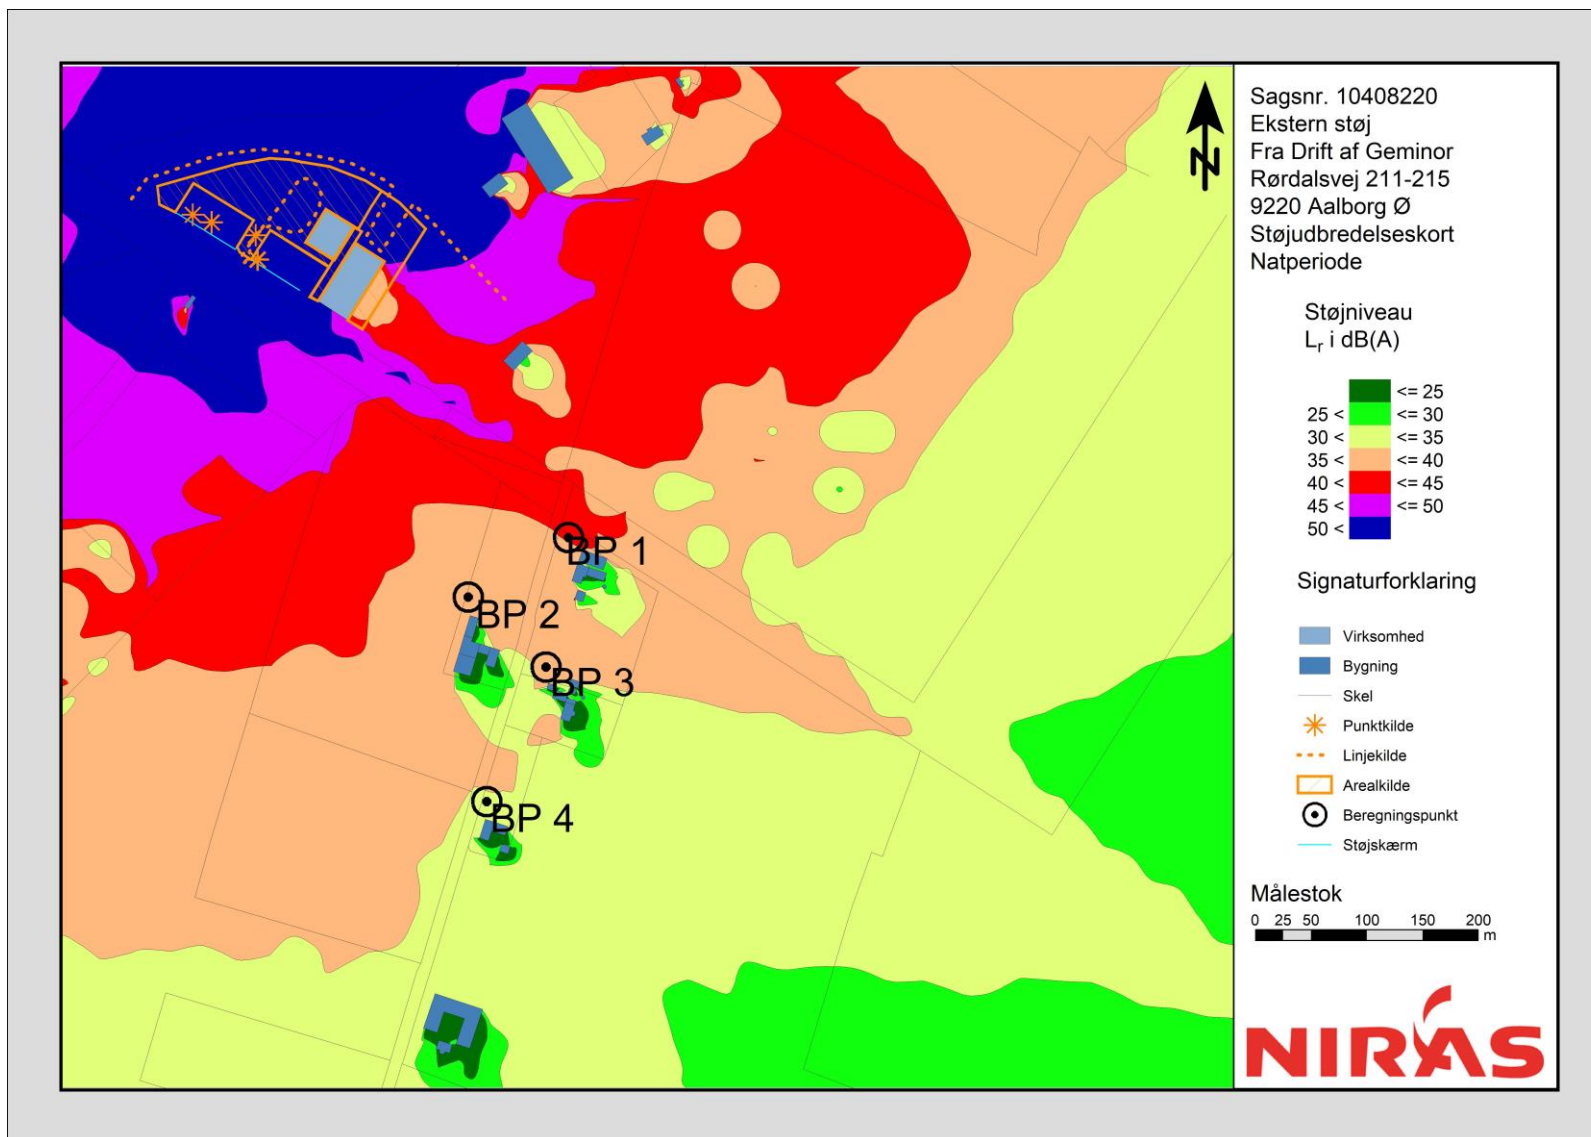 Sagsnr. 10408220
Ekstern støj
Fra Drift af Geminor
Rørdalsvej 211-215
9220 Aalborg Ø
Støjudbredelseskort
Natperiode
N
Støjniveau
Lr i dB(A)
<= 25
25 < <= 30
30 < <= 35
35 < <= 40
40 < <= 45
45 < <= 50
50 <
Signaturforklaring
Virksomhed
Bygning
Skel
Punktkilde
Linjekilde
Arealkilde
Beregningspunkt
Støjskærm
Målestok
0 25 50 100 150 200
m
NIRAS
BP 1
BP 2
BP 3
BP 4